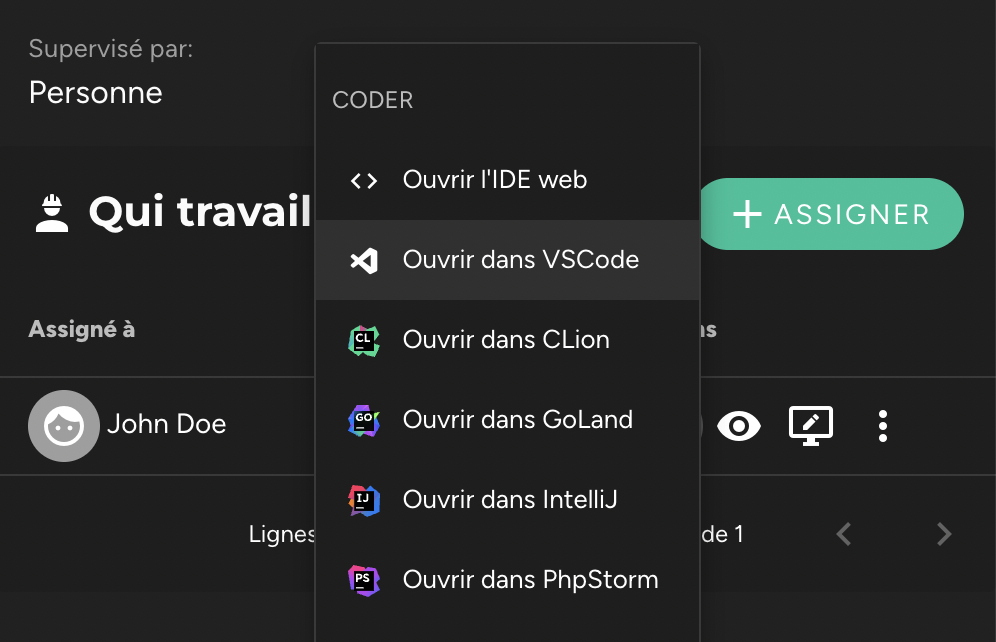 Supervisé par:
Personne
CODER
Ouvrir l'IDE web
Qui travail
ASSIGNER
Ouvrir dans VSCode
Assigné à
ns
CL
Ouvrir dans CLion
John Doe
GO
Ouvrir dans GoLand
IJ
Ouvrir dans IntelliJ
Lignes
de 1
PS
Ouvrir dans PhpStorm